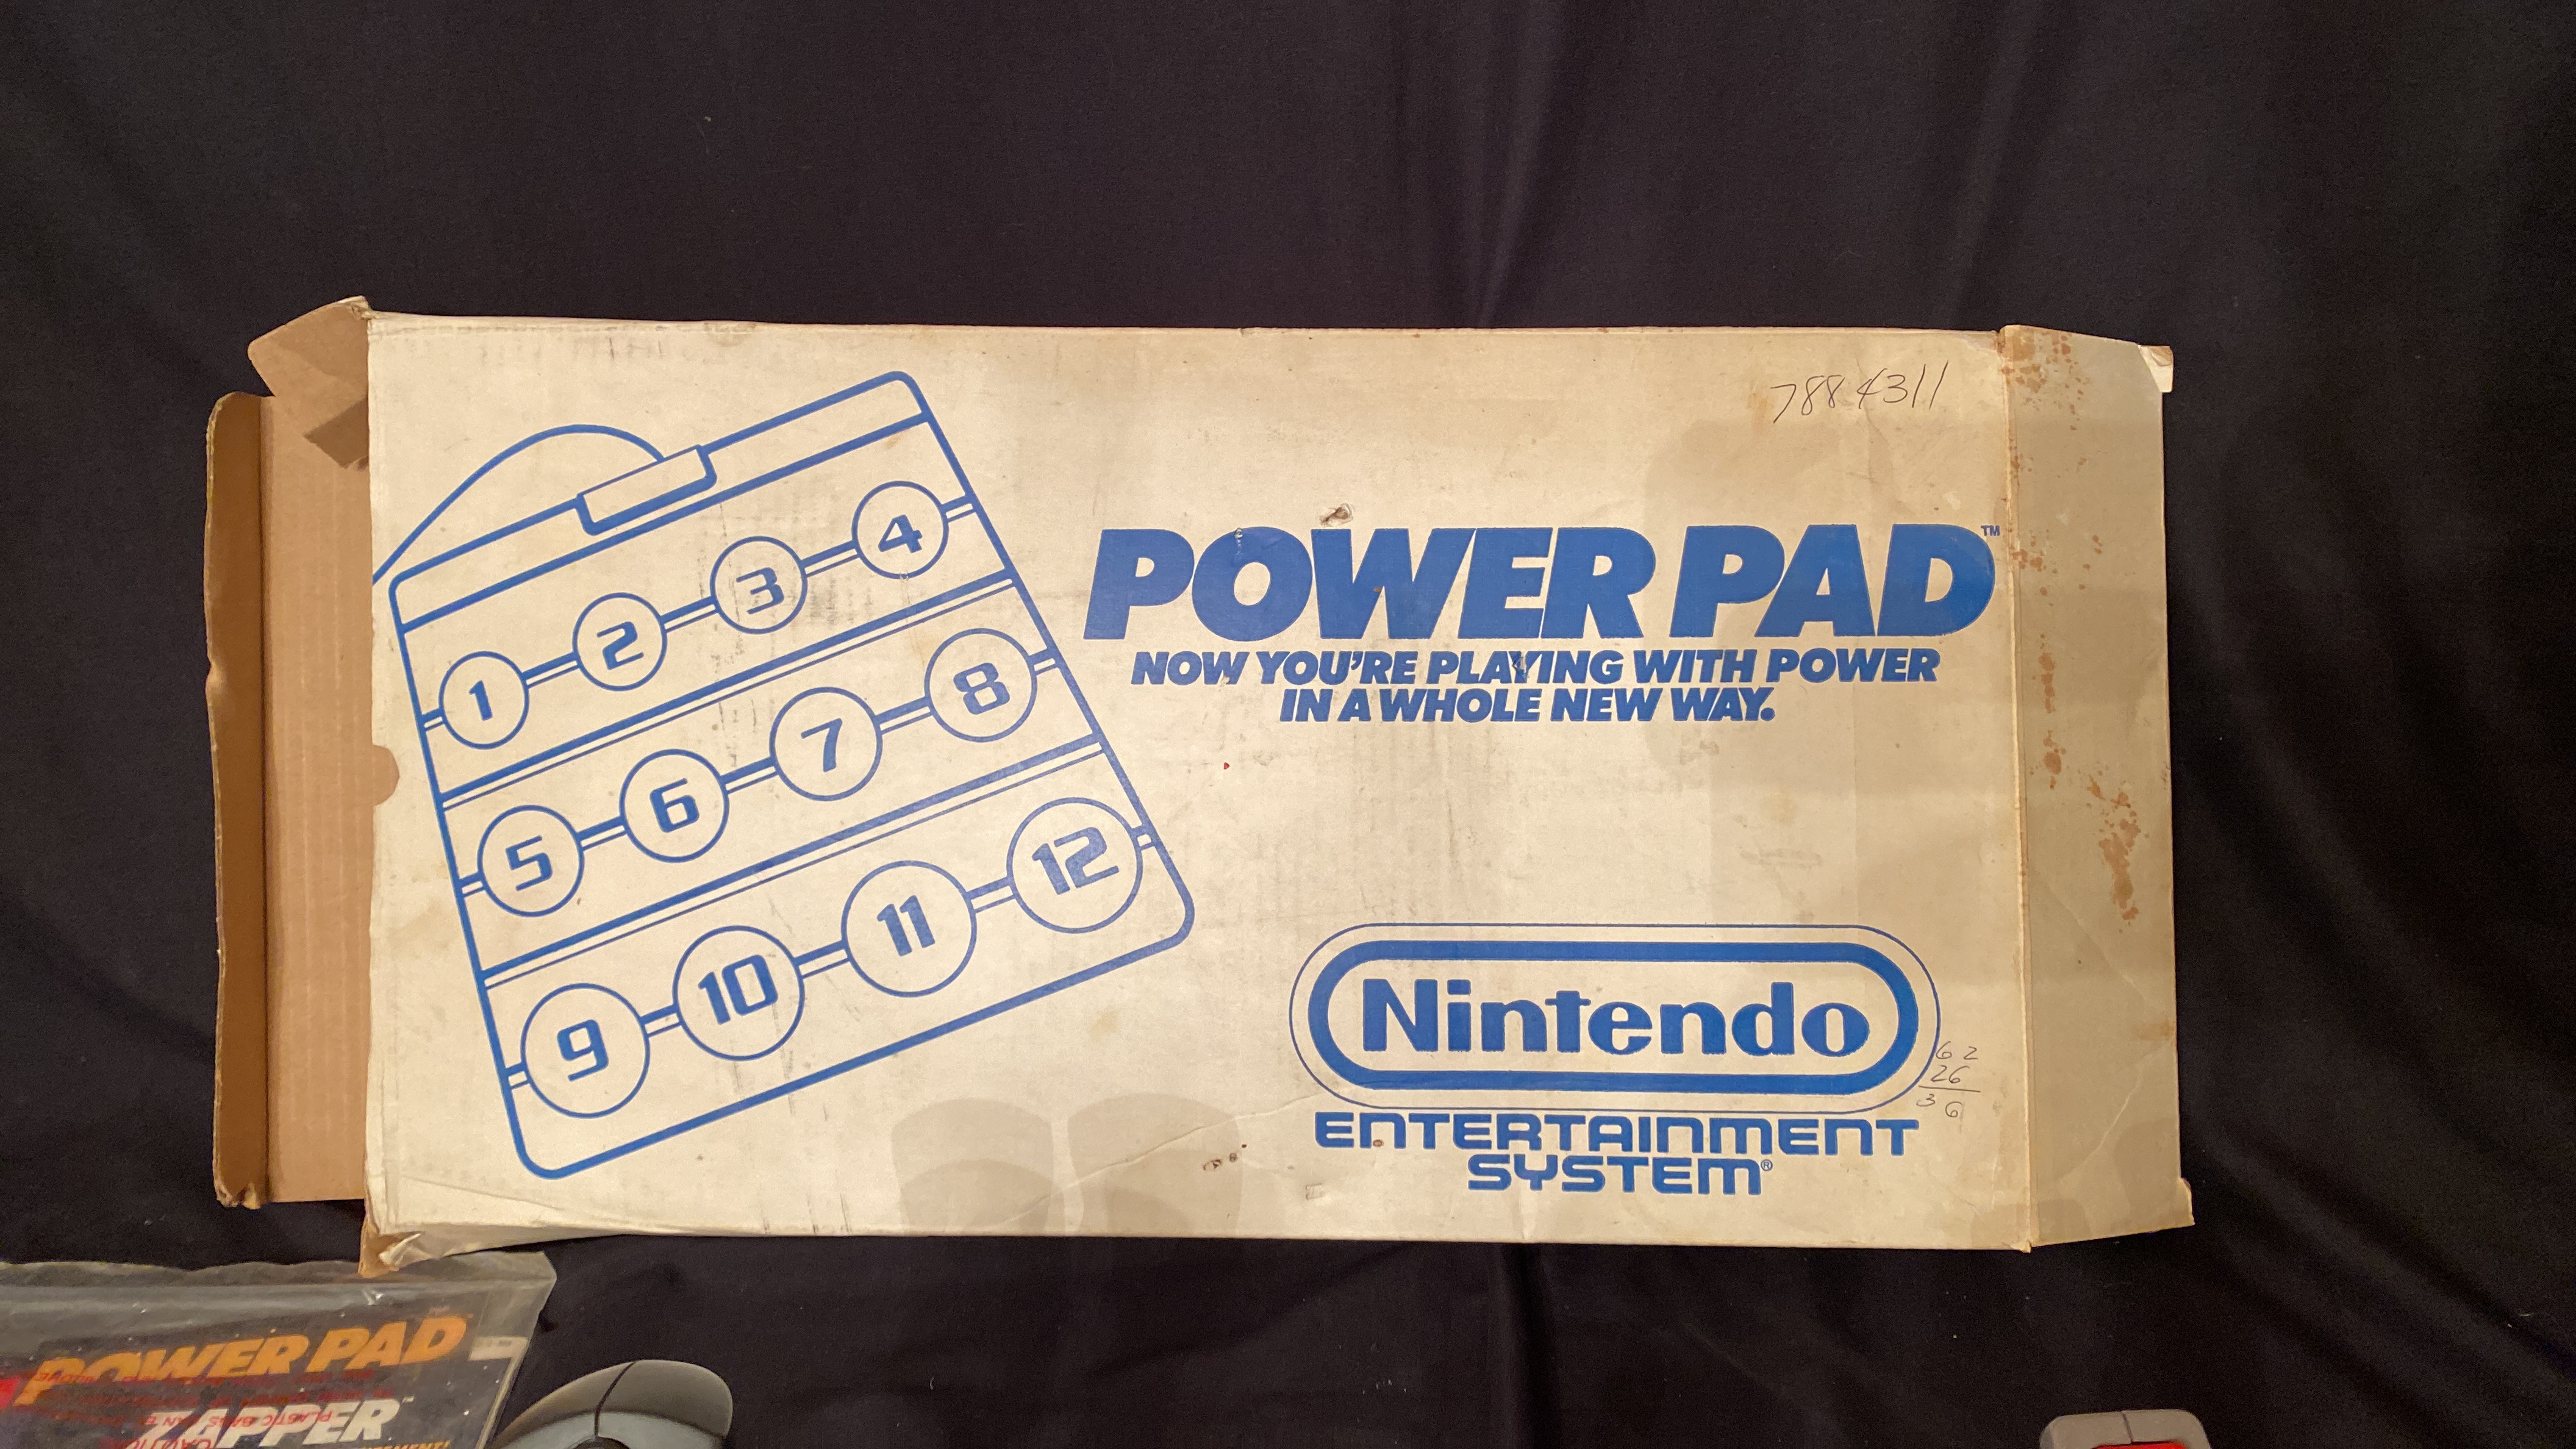 7884311
1 2 3 4
5 6 7 8
9 10 11 12
POWER PAD™
NOW YOU'RE PLAYING WITH POWER
IN A WHOLE NEW WAY.
Nintendo
ENTERTAINMENT
SYSTEM®
62
26
36
POWER PAD
ZAPPER™